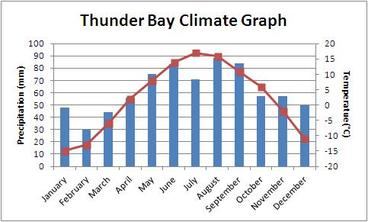 Thunder Bay Climate Graph
Precipitation (mm)
100
90
80
70
60
50
40
30
20
10
0
20
15
10
5
0
-5
-10
-15
-20
Temperatue(°C)
January
February
March
April
May
June
July
August
September
October
November
December